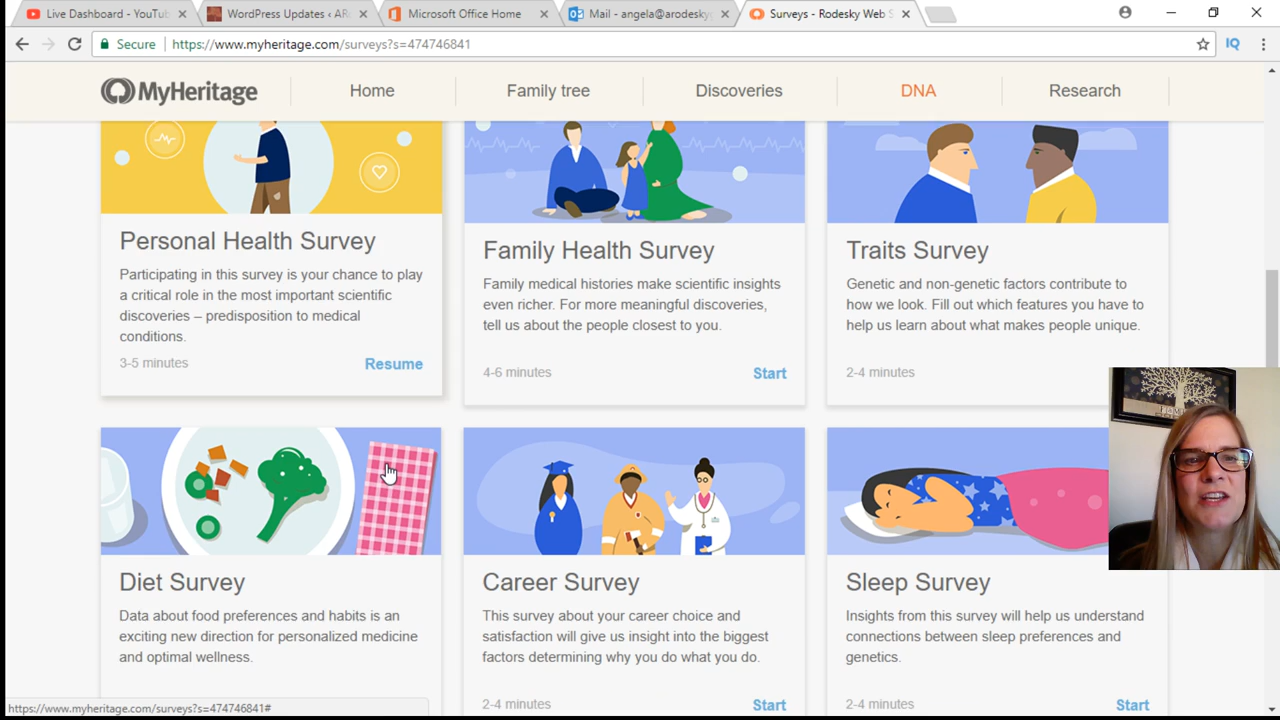 Live Dashboard - YouTu
WordPress Updates ‹ AR
Microsoft Office Home
Mail - angela@arodesky
Surveys - Rodesky Web S
Secure
https://www.myheritage.com/surveys?s=474746841
IQ
MyHeritage
Home
Family tree
Discoveries
DNA
Research
Personal Health Survey
Participating in this survey is your chance to play
a critical role in the most important scientific
discoveries – predisposition to medical
conditions.
3-5 minutes
Resume
Family Health Survey
Family medical histories make scientific insights
even richer. For more meaningful discoveries,
tell us about the people closest to you.
4-6 minutes
Start
Traits Survey
Genetic and non-genetic factors contribute to
how we look. Fill out which features you have to
help us learn about what makes people unique.
2-4 minutes
Diet Survey
Data about food preferences and habits is an
exciting new direction for personalized medicine
and optimal wellness.
Career Survey
This survey about your career choice and
satisfaction will give us insight into the biggest
factors determining why you do what you do.
2-4 minutes
Start
Sleep Survey
Insights from this survey will help us understand
connections between sleep preferences and
genetics.
2-4 minutes
Start
https://www.myheritage.com/surveys?s=474746841#